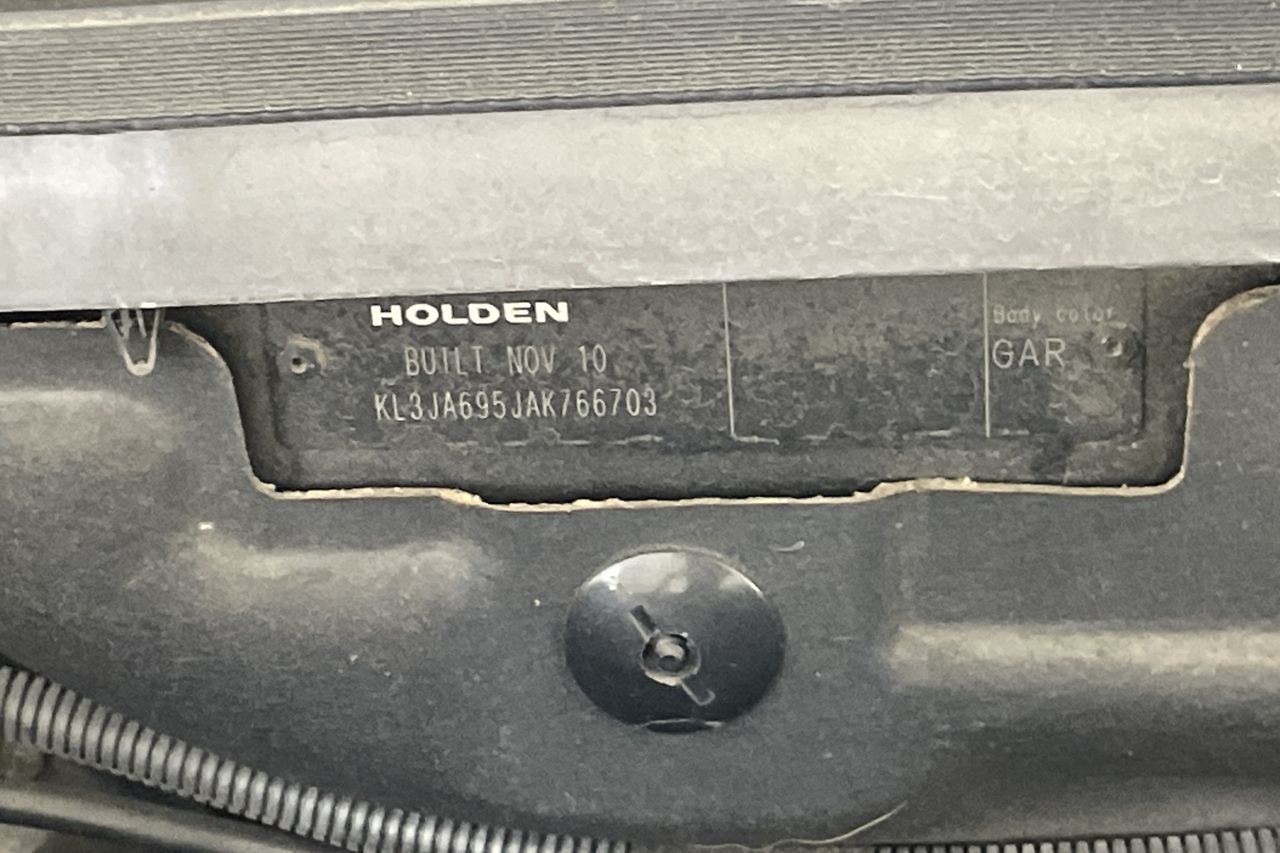 HOLDEN
BUILT NOV 10
KL3JA695JAK766703
Body color
GAR